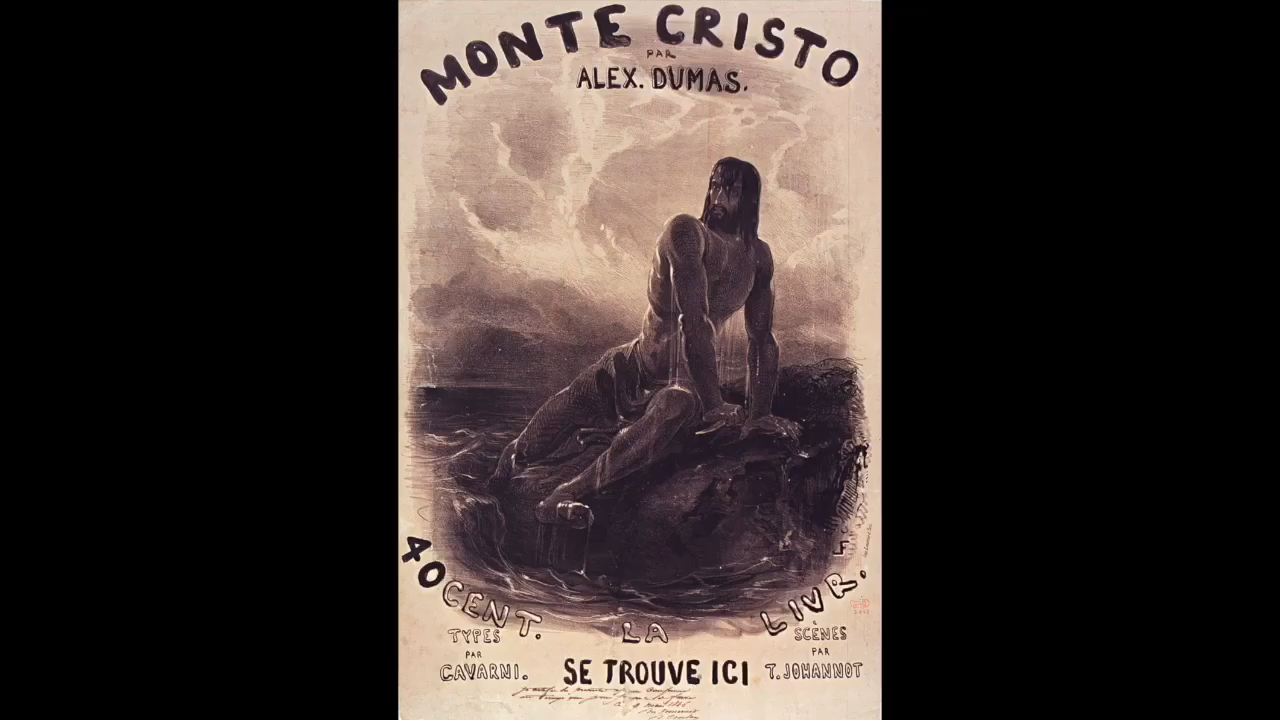 MONTE CRISTO
PAR
ALEX. DUMAS.
40 CENT. LA LIVR.
TYPES
PAR
CAVARNI.
SE TROUVE ICI
SCÈNES
PAR
T. JOHANNOT